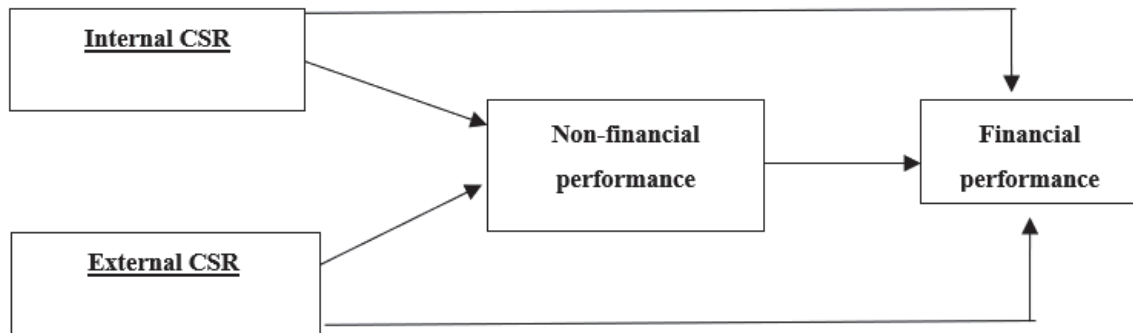 Internal CSR
Non-financial
performance
Financial
performance
External CSR